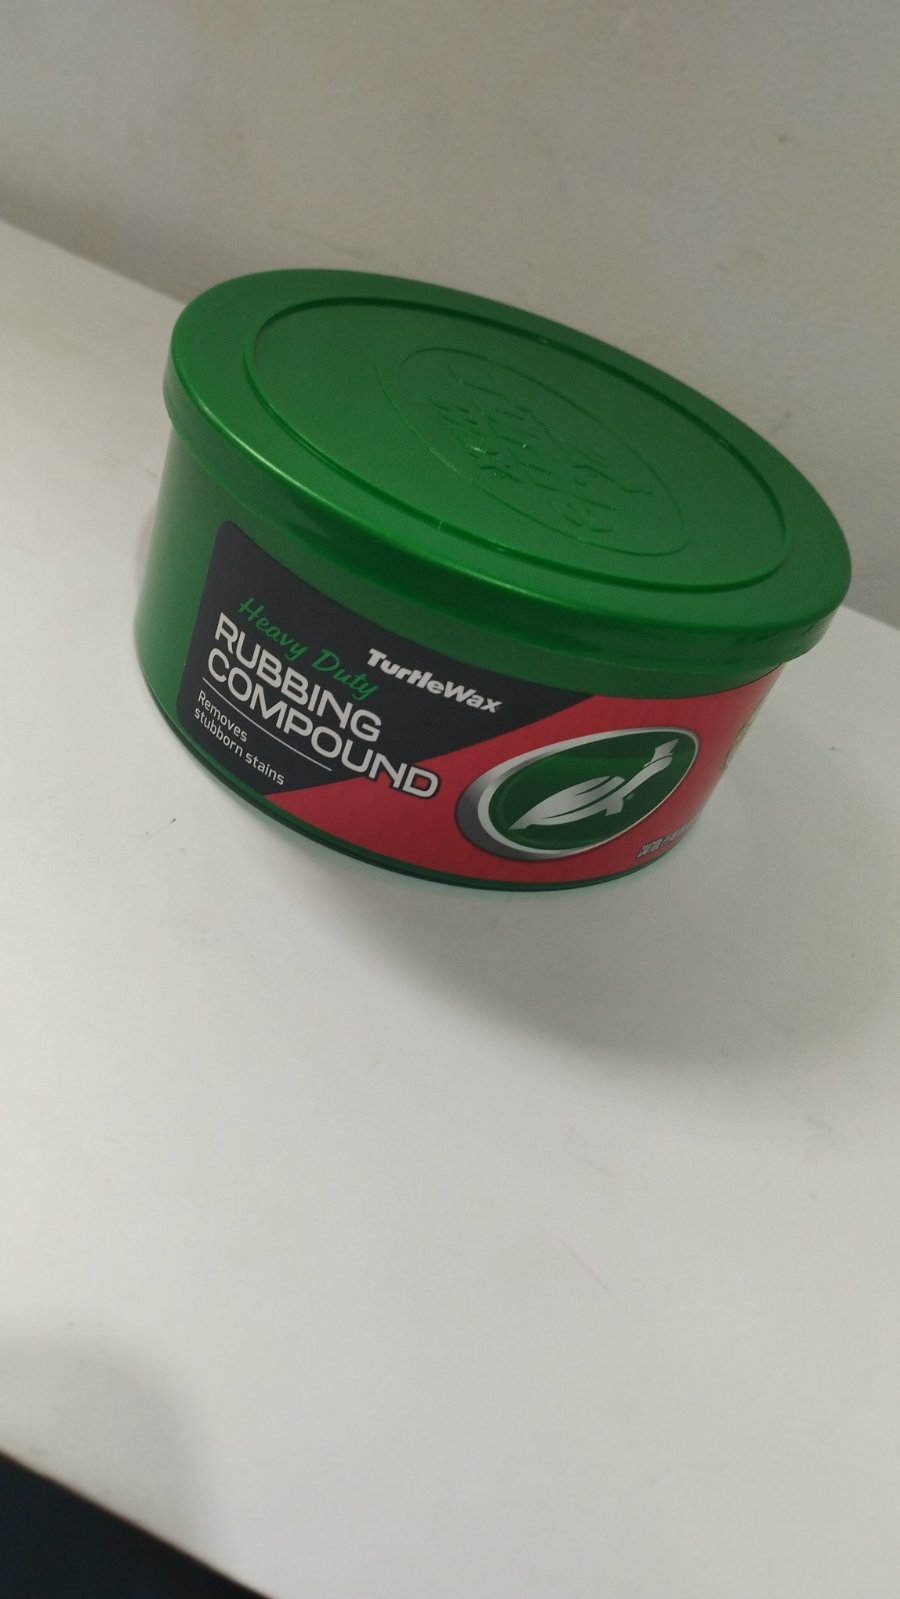 Heavy Duty
TurtleWax
RUBBING
COMPOUND
Removes
stubborn stains